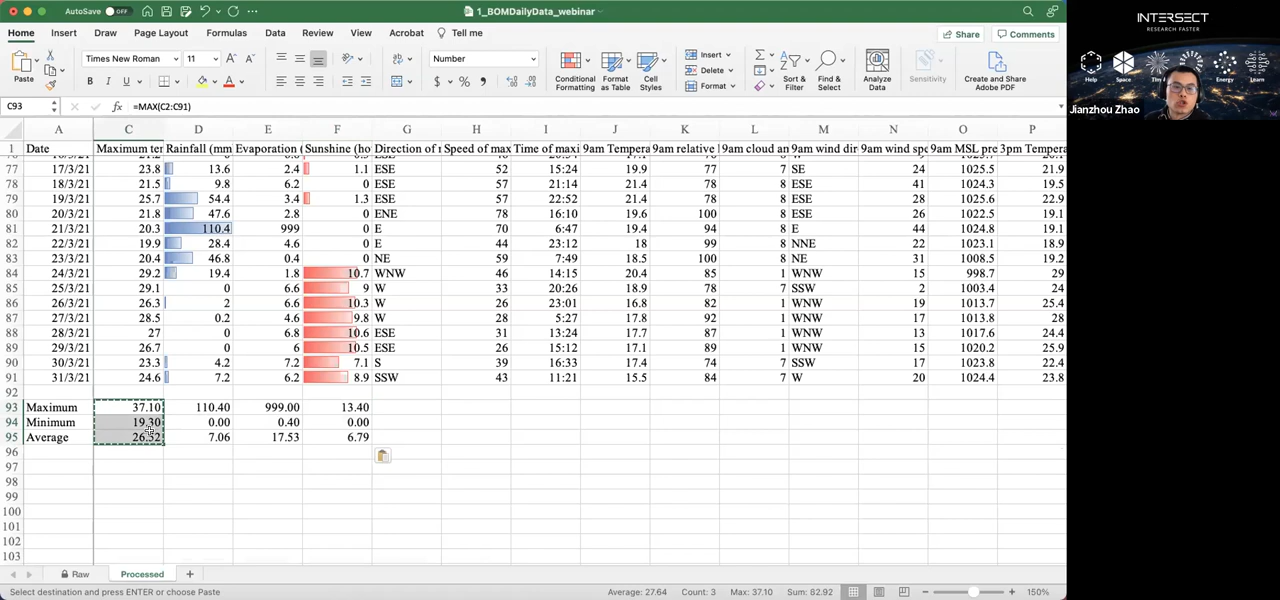 AutoSave OFF 1_BOMDailyData_webinar
Home Insert Draw Page Layout Formulas Data Review View Acrobat Tell me Share Comments
Paste Times New Roman 11 Number Conditional Formatting Format as Table Cell Styles Insert Delete Format Sort & Filter Find & Select Analyze Data Sensitivity Create and Share Adobe PDF
B I U $ % 9
C93 fx =MAX(C2:C91)
A C D E F G H I J K L M N O P
1 Date Maximum ter Rainfall (mm Evaporation ( Sunshine (ho Direction of r Speed of max Time of maxi 9am Tempera 9am relative l 9am cloud an 9am wind dir 9am wind spe 9am MSL pre 3pm Tempera
77 17/3/21 23.8 13.6 2.4 1.1 ESE 52 15:24 19.9 77 7 SE 24 1025.5 21.9
78 18/3/21 21.5 9.8 6.2 0 ESE 57 21:14 21.4 78 8 ESE 41 1024.3 19.5
79 19/3/21 25.7 54.4 3.4 1.3 ESE 57 22:52 21.4 78 8 ESE 28 1025.6 22.9
80 20/3/21 21.8 47.6 2.8 0 ENE 78 16:10 19.6 100 8 ESE 26 1022.5 19.1
81 21/3/21 20.3 110.4 999 0 E 70 6:47 19.4 94 8 E 44 1024.8 19.1
82 22/3/21 19.9 28.4 4.6 0 E 44 23:12 18 99 8 NNE 22 1023.1 18.9
83 23/3/21 20.4 46.8 0.4 0 NE 59 7:49 18.5 100 8 NE 31 1008.5 19.2
84 24/3/21 29.2 19.4 1.8 10.7 WNW 46 14:15 20.4 85 1 WNW 15 998.7 29
85 25/3/21 29.1 0 6.6 9 W 33 20:26 18.9 78 7 SSW 2 1003.4 24
86 26/3/21 26.3 2 6.6 10.3 W 26 23:01 16.8 82 1 WNW 19 1013.7 25.4
87 27/3/21 28.5 0.2 4.6 9.8 W 28 5:27 17.8 92 1 WNW 17 1013.8 28
88 28/3/21 27 0 6.8 10.6 ESE 31 13:24 17.7 87 1 WNW 13 1017.6 24.4
89 29/3/21 26.7 0 6 10.5 ESE 26 15:12 17.1 89 1 WNW 15 1020.2 25.9
90 30/3/21 23.3 4.2 7.2 7.1 S 39 16:33 17.4 74 7 SSW 17 1023.8 22.4
91 31/3/21 24.6 7.2 6.2 8.9 SSW 43 11:21 15.5 84 7 W 20 1024.4 23.8
92
93 Maximum 37.10 110.40 999.00 13.40
94 Minimum 19.30 0.00 0.40 0.00
95 Average 26.52 7.06 17.53 6.79
96
97
98
99
100
101
102
103
Raw Processed
Select destination and press ENTER or choose Paste Average: 27.64 Count: 3 Max: 37.10 Sum: 82.92 150%
INTERSECT
RESEARCH FASTER
Help Space Energy Learn
Jianzhou Zhao